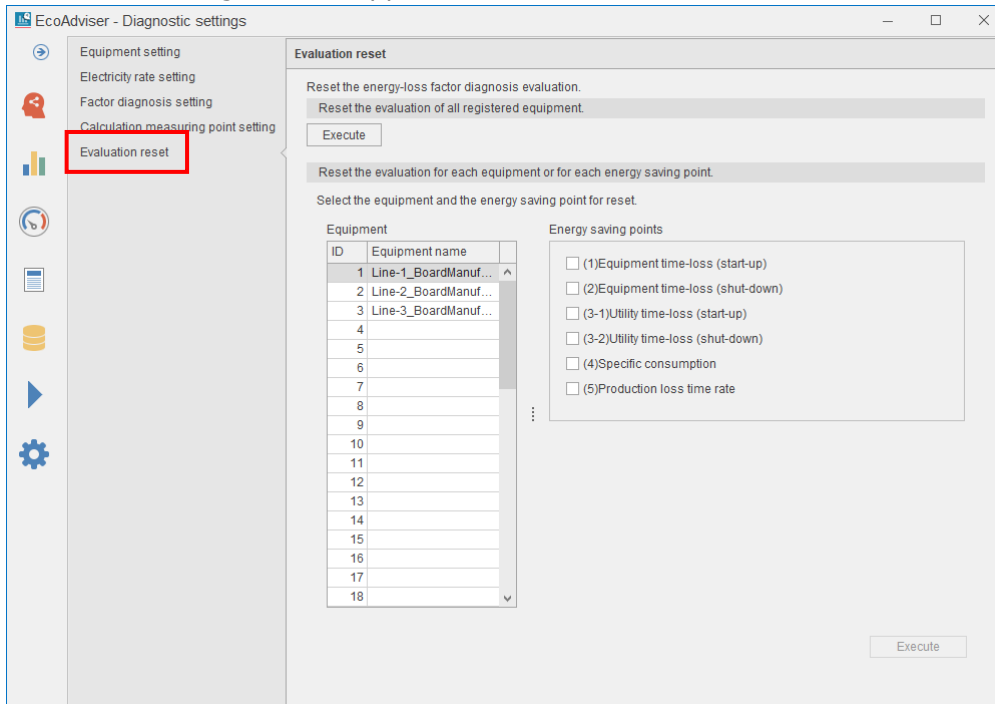 EcoAdviser - Diagnostic settings
Equipment setting
Electricity rate setting
Factor diagnosis setting
Calculation measuring point setting
Evaluation reset
Evaluation reset
Reset the energy-loss factor diagnosis evaluation.
Reset the evaluation of all registered equipment.
Execute
Reset the evaluation for each equipment or for each energy saving point.
Select the equipment and the energy saving point for reset.
Equipment
ID Equipment name
1 Line-1_BoardManuf...
2 Line-2_BoardManuf...
3 Line-3_BoardManuf...
4
5
6
7
8
9
10
11
12
13
14
15
16
17
18
Energy saving points
(1)Equipment time-loss (start-up)
(2)Equipment time-loss (shut-down)
(3-1)Utility time-loss (start-up)
(3-2)Utility time-loss (shut-down)
(4)Specific consumption
(5)Production loss time rate
Execute